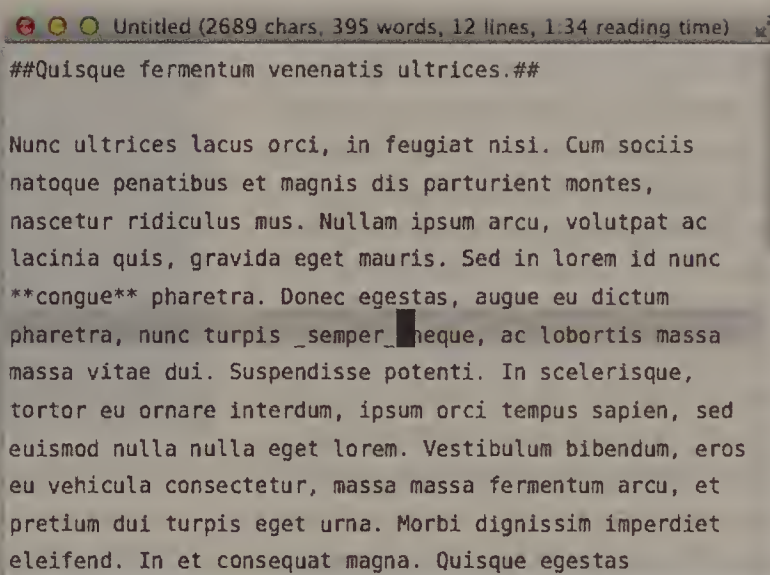 Untitled (2689 chars, 395 words, 12 lines, 1:34 reading time)
##Quisque fermentum venenatis ultrices.##
Nunc ultrices lacus orci, in feugiat nisi. Cum sociis
natoque penatibus et magnis dis parturient montes,
nascetur ridiculus mus. Nullam ipsum arcu, volutpat ac
lacinia quis, gravida eget mauris. Sed in lorem id nunc
**congue** pharetra. Donec egestas, augue eu dictum
pharetra, nunc turpis _semper_ neque, ac lobortis massa
massa vitae dui. Suspendisse potenti. In scelerisque,
tortor eu ornare interdum, ipsum orci tempus sapien, sed
euismod nulla nulla eget lorem. Vestibulum bibendum, eros
eu vehicula consectetur, massa massa fermentum arcu, et
pretium dui turpis eget urna. Morbi dignissim imperdiet
eleifend. In et consequat magna. Quisque egestas